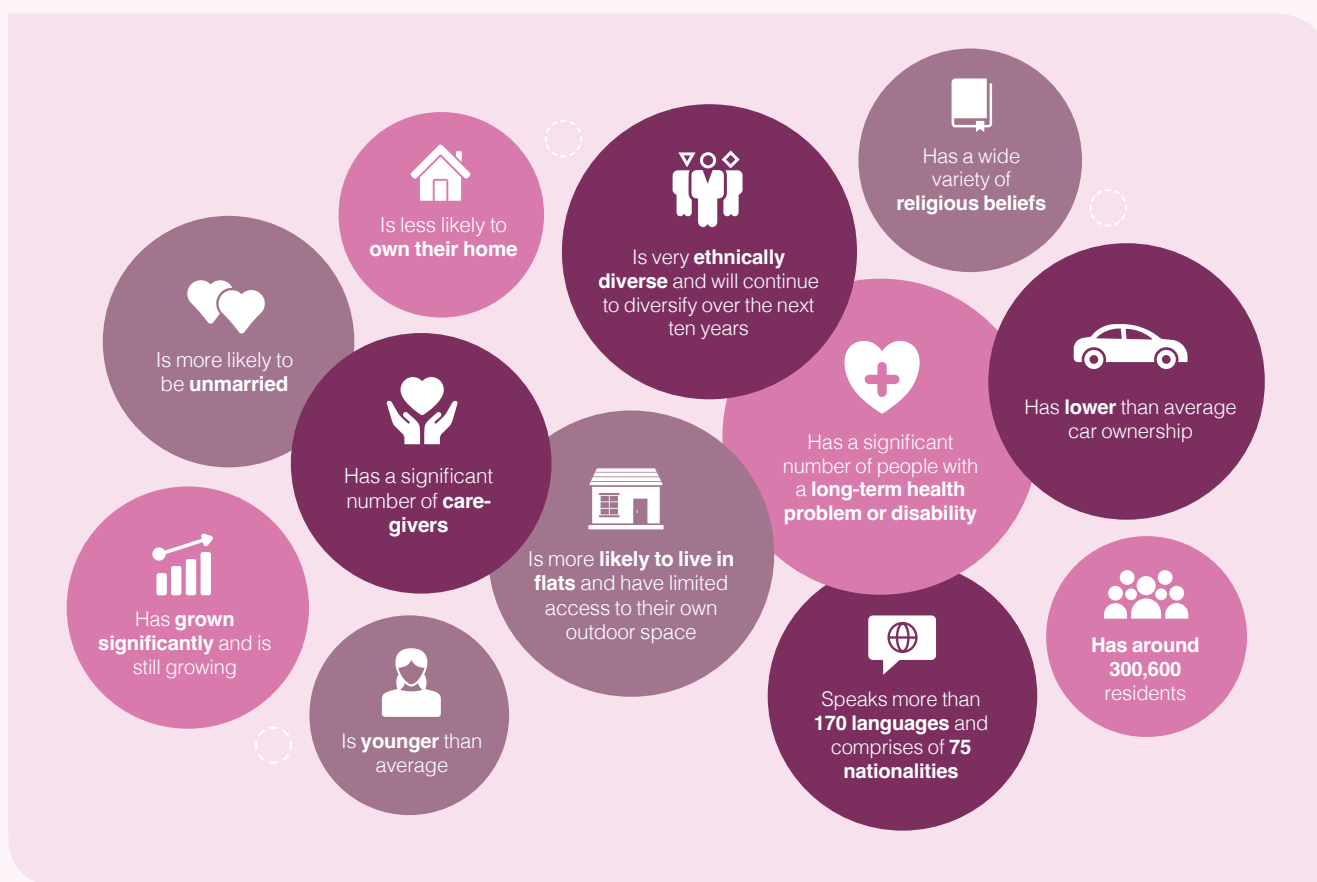 Has a wide
variety of
religious beliefs
Is less likely to
own their home
Is very ethnically
diverse and will continue
to diversify over the next
ten years
Is more likely to
be unmarried
Has lower than average
car ownership
Has a significant
number of people with
a long-term health
problem or disability
Has a significant
number of care-
givers
Is more likely to live in
flats and have limited
access to their own
outdoor space
Has grown
significantly and is
still growing
Has around
300,600
residents
Speaks more than
170 languages and
comprises of 75
nationalities
Is younger than
average